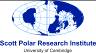 Scott Polar Research Institute
University of Cambridge